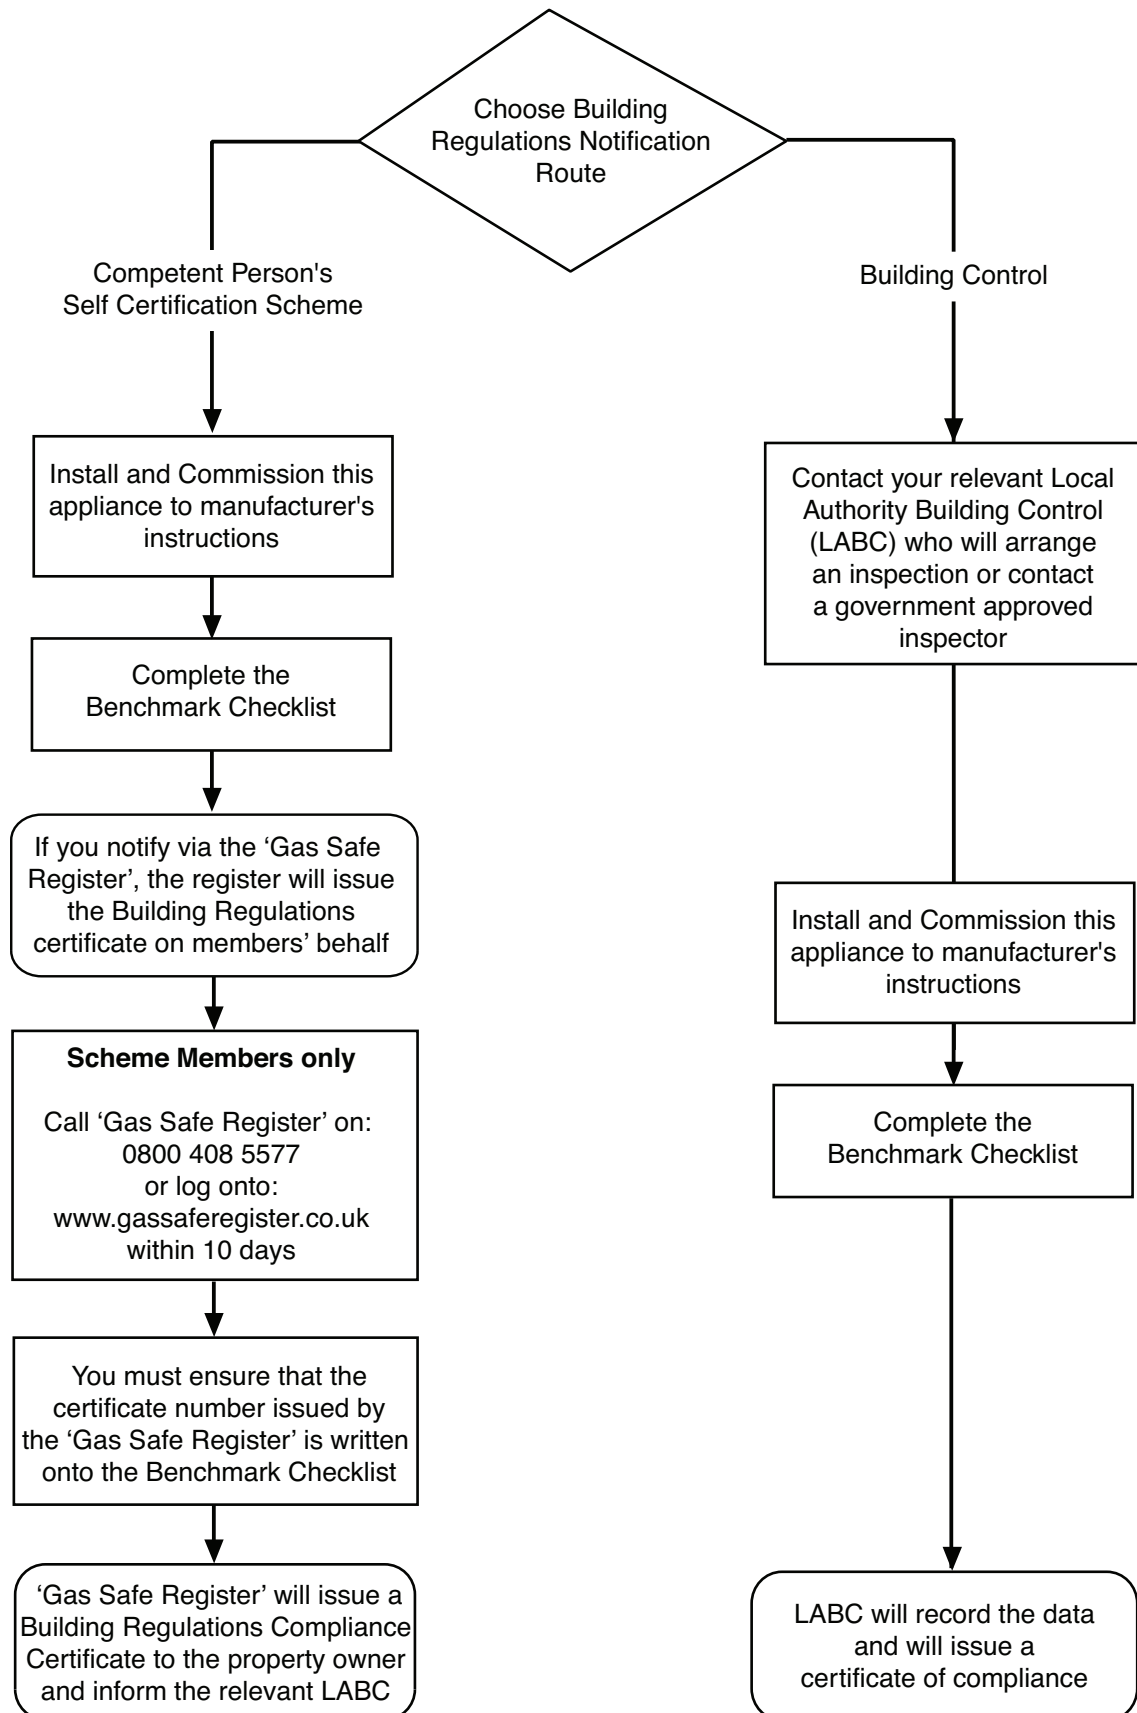 Choose Building
Regulations Notification
Route
Competent Person's
Self Certification Scheme
Building Control
Install and Commission this
appliance to manufacturer's
instructions
Complete the
Benchmark Checklist
If you notify via the ‘Gas Safe
Register’, the register will issue
the Building Regulations
certificate on members’ behalf
Scheme Members only
Call ‘Gas Safe Register’ on:
0800 408 5577
or log onto:
www.gassaferegister.co.uk
within 10 days
You must ensure that the
certificate number issued by
the ‘Gas Safe Register’ is written
onto the Benchmark Checklist
‘Gas Safe Register’ will issue a
Building Regulations Compliance
Certificate to the property owner
and inform the relevant LABC
Contact your relevant Local
Authority Building Control
(LABC) who will arrange
an inspection or contact
a government approved
inspector
Install and Commission this
appliance to manufacturer's
instructions
Complete the
Benchmark Checklist
LABC will record the data
and will issue a
certificate of compliance